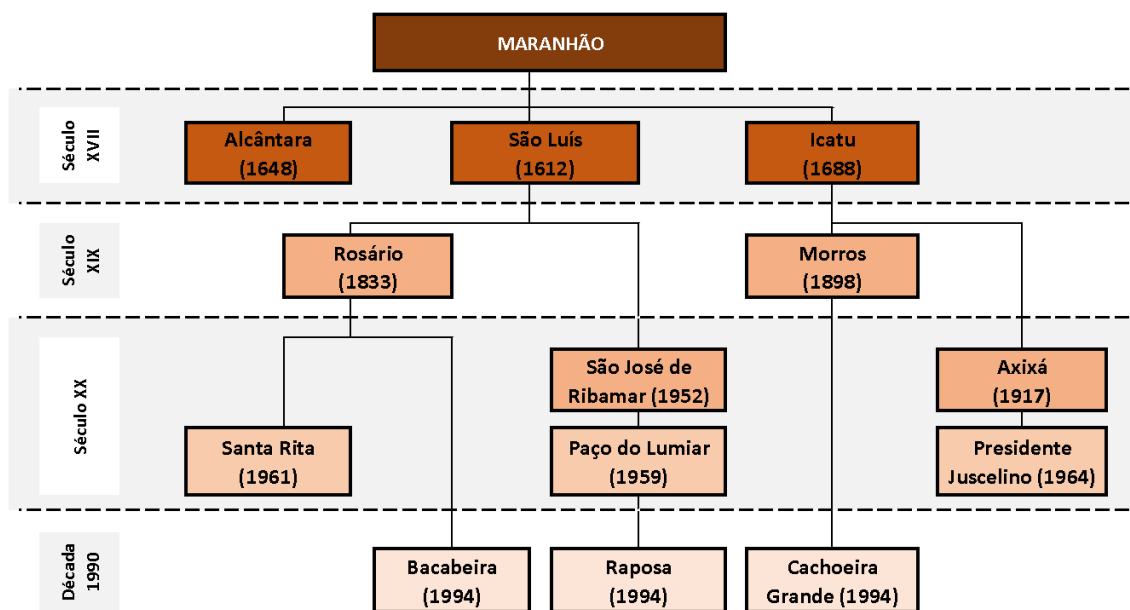 MARANHÃO
Século
XVII
Alcântara
(1648)
São Luís
(1612)
Icatu
(1688)
Século
XIX
Rosário
(1833)
Morros
(1898)
Século XX
São José de
Ribamar (1952)
Axixá
(1917)
Santa Rita
(1961)
Paço do Lumiar
(1959)
Presidente
Juscelino (1964)
Década
1990
Bacabeira
(1994)
Raposa
(1994)
Cachoeira
Grande (1994)